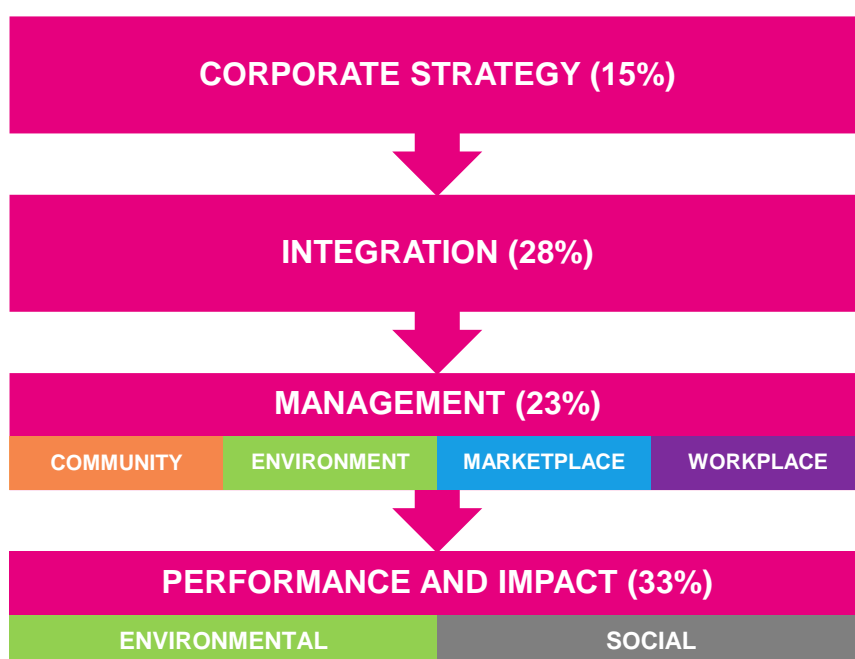 CORPORATE STRATEGY (15%)
INTEGRATION (28%)
MANAGEMENT (23%)
COMMUNITY ENVIRONMENT MARKETPLACE WORKPLACE
PERFORMANCE AND IMPACT (33%)
ENVIRONMENTAL SOCIAL